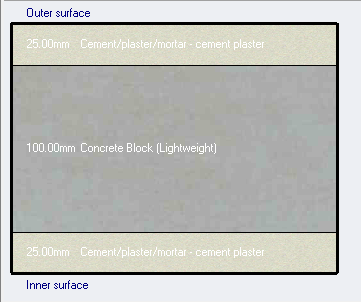 Outer surface
25.00mm Cement/plaster/mortar - cement plaster
100.00mm Concrete Block (Lightweight)
25.00mm Cement/plaster/mortar - cement plaster
Inner surface